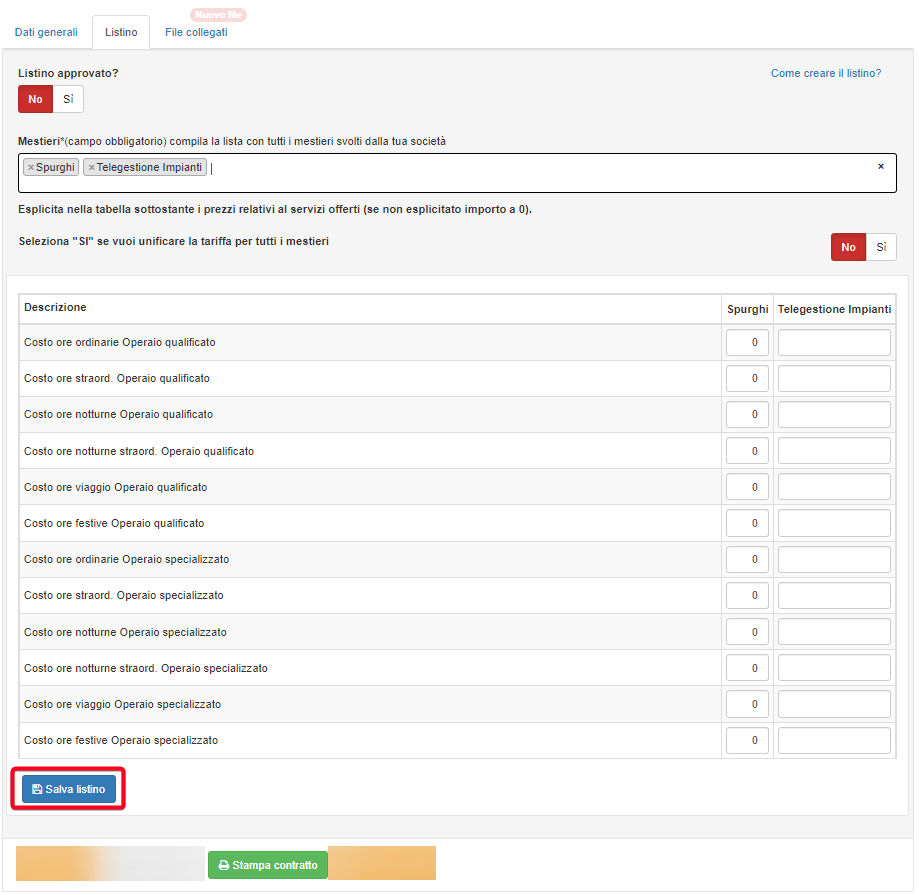 Nuovo file
Dati generali Listino File collegati
Listino approvato? Come creare il listino?
No Sì
Mestieri*(campo obbligatorio) compila la lista con tutti i mestieri svolti dalla tua società
×Spurghi ×Telegestione Impianti ×
Esplicita nella tabella sottostante i prezzi relativi al servizi offerti (se non esplicitato importo a 0).
Seleziona "SI" se vuoi unificare la tariffa per tutti i mestieri No Sì
Descrizione Spurghi Telegestione Impianti
Costo ore ordinarie Operaio qualificato 0
Costo ore straord. Operaio qualificato 0
Costo ore notturne Operaio qualificato 0
Costo ore notturne straord. Operaio qualificato 0
Costo ore viaggio Operaio qualificato 0
Costo ore festive Operaio qualificato 0
Costo ore ordinarie Operaio specializzato 0
Costo ore straord. Operaio specializzato 0
Costo ore notturne Operaio specializzato 0
Costo ore notturne straord. Operaio specializzato 0
Costo ore viaggio Operaio specializzato 0
Costo ore festive Operaio specializzato 0
Salva listino
Stampa contratto